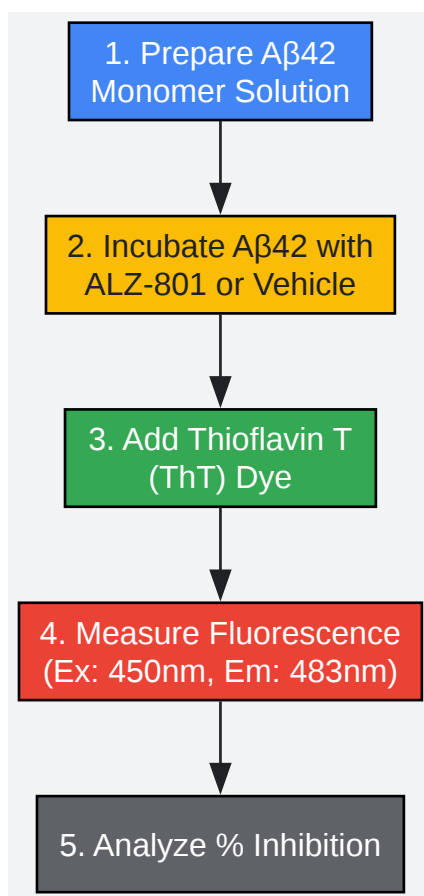 1. Prepare Aβ42
Monomer Solution
2. Incubate Aβ42 with
ALZ-801 or Vehicle
3. Add Thioflavin T
(ThT) Dye
4. Measure Fluorescence
(Ex: 450nm, Em: 483nm)
5. Analyze % Inhibition